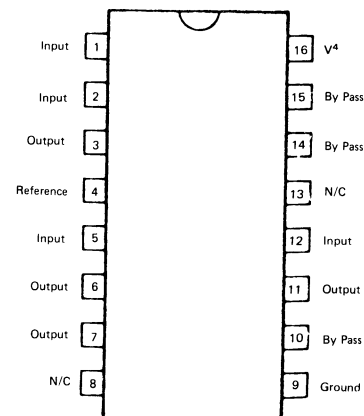 Input 1
16 V4
Input 2
15 By Pass
Output 3
14 By Pass
Reference 4
13 N/C
Input 5
12 Input
Output 6
11 Output
Output 7
10 By Pass
N/C 8
9 Ground